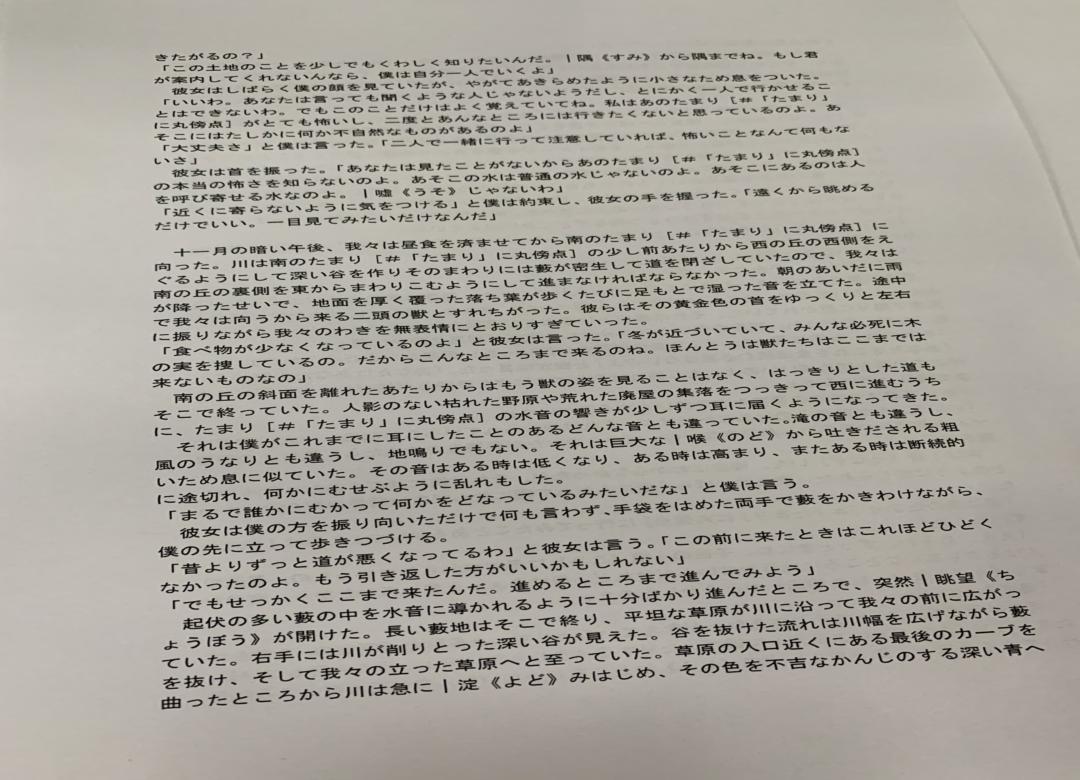 きたがるの？」
「この土地のことを少しでもくわしく知りたいんだ。｜隅《すみ》から隅までね。もし君
が案内してくれないんなら、僕は自分一人でいくよ」
　彼女はしばらく僕の顔を見ていたが、やがてあきらめたように小さなため息をついた。
「いいわ。あなたは言っても聞くような人じゃないようだし、とにかく一人で行かせるこ
とはできないわ。でもこのことだけはよく覚えていてね。私はあのたまり［＃「たまり」
に丸傍点］がとても怖いし、二度とあんなところには行きたくないと思っているのよ。あ
そこにはたしかに何か不自然なものがあるのよ」
「大丈夫さ」と僕は言った。「二人で一緒に行って注意していれば、怖いことなんて何もな
いさ」
　彼女は首を振った。「あなたは見たことがないからあのたまり［＃「たまり」に丸傍点］
の本当の怖さを知らないのよ。あそこの水は普通の水じゃないのよ。あそこにあるのは人
を呼び寄せる水なのよ。｜嘘《うそ》じゃないわ」
「近くに寄らないように気をつける」と僕は約束し、彼女の手を握った。「遠くから眺める
だけでいい。一目見てみたいだけなんだ」
　十一月の暗い午後、我々は昼食を済ませてから南のたまり［＃「たまり」に丸傍点］に
向った。川は南のたまり［＃「たまり」に丸傍点］の少し前あたりから西の丘の西側をえ
ぐるようにして深い谷を作りそのまわりには藪が密生して道を閉ざしていたので、我々は
南の丘の裏側を東からまわりこむようにして進まなければならなかった。朝のあいだに雨
が降ったせいで、地面を厚く覆った落ち葉が歩くたびに足もとで湿った音を立てた。途中
で我々は向うから来る二頭の獣とすれちがった。彼らはその黄金色の首をゆっくりと左右
に振りながら我々のわきを無表情にとおりすぎていった。
「食べ物が少なくなっているのよ」と彼女は言った。「冬が近づいていて、みんな必死に木
の実を捜しているの。だからこんなところまで来るのね。ほんとうは獣たちはここまでは
来ないものなの」
　南の丘の斜面を離れたあたりからはもう獣の姿を見ることはなく、はっきりとした道も
そこで終っていた。人影のない枯れた野原や荒れた廃屋の集落をつっきって西に進むうち
に、たまり［＃「たまり」に丸傍点］の水音の響きが少しずつ耳に届くようになってきた。
　それは僕がこれまでに耳にしたことのあるどんな音とも違っていた。滝の音とも違うし、
風のうなりとも違うし、地鳴りでもない。それは巨大な｜喉《のど》から吐きだされる粗
いため息に似ていた。その音はある時は低くなり、ある時は高まり、またある時は断続的
に途切れ、何かにむせぶように乱れもした。
「まるで誰かにむかって何かをどなっているみたいだな」と僕は言う。
　彼女は僕の方を振り向いただけで何も言わず、手袋をはめた両手で藪をかきわけながら、
僕の先に立って歩きつづける。
「昔よりずっと道が悪くなってるわ」と彼女は言う。「この前に来たときはこれほどひどく
なかったのよ。もう引き返した方がいいかもしれない」
「でもせっかくここまで来たんだ。進めるところまで進んでみよう」
　起伏の多い藪の中を水音に導かれるように十分ばかり進んだところで、突然｜眺望《ち
ょうぼう》が開けた。長い藪地はそこで終り、平坦な草原が川に沿って我々の前に広がっ
ていた。右手には川が削りとった深い谷が見えた。谷を抜けた流れは川幅を広げながら藪
を抜け、そして我々の立った草原へと至っていた。草原の入口近くにある最後のカーブを
曲ったところから川は急に｜淀《よど》みはじめ、その色を不吉なかんじのする深い青へ